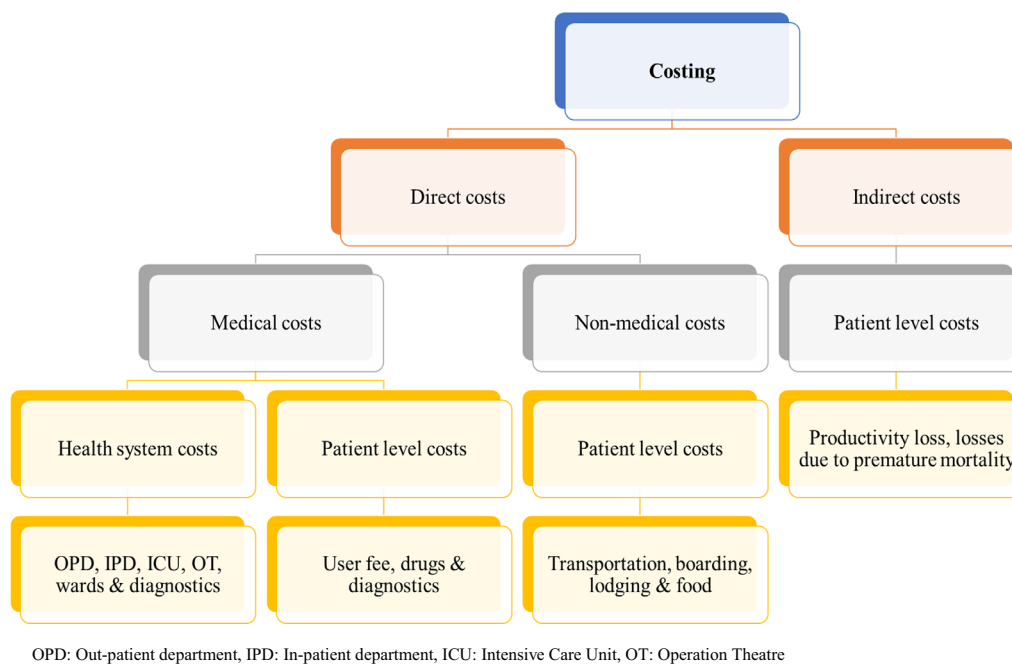 Costing
Direct costs
Indirect costs
Medical costs
Non-medical costs
Patient level costs
Health system costs
Patient level costs
Patient level costs
Productivity loss, losses
due to premature mortality
OPD, IPD, ICU, OT,
wards & diagnostics
User fee, drugs &
diagnostics
Transportation, boarding,
lodging & food
OPD: Out-patient department, IPD: In-patient department, ICU: Intensive Care Unit, OT: Operation Theatre